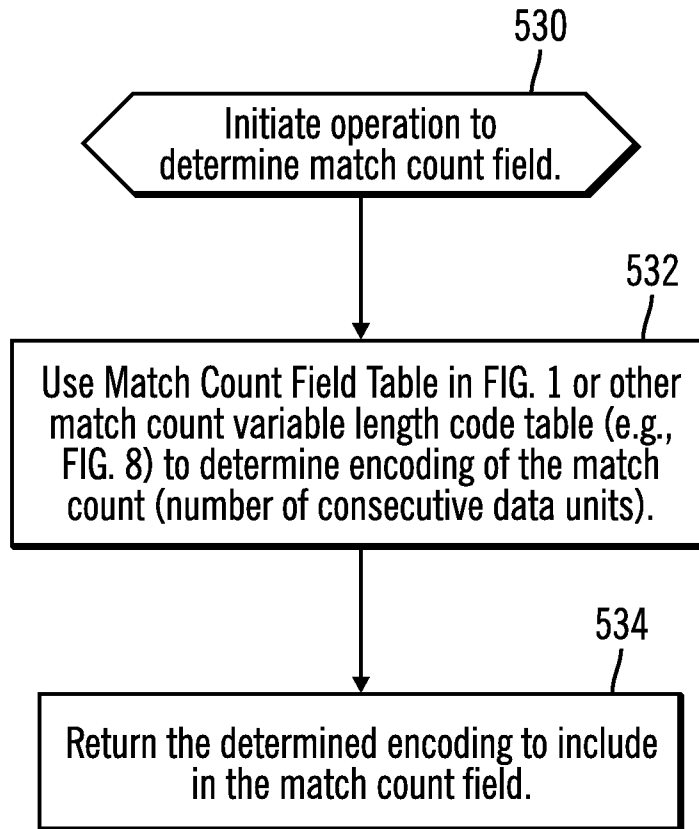 530
Initiate operation to
determine match count field.
532
Use Match Count Field Table in FIG. 1 or other
match count variable length code table (e.g.,
FIG. 8) to determine encoding of the match
count (number of consecutive data units).
534
Return the determined encoding to include
in the match count field.